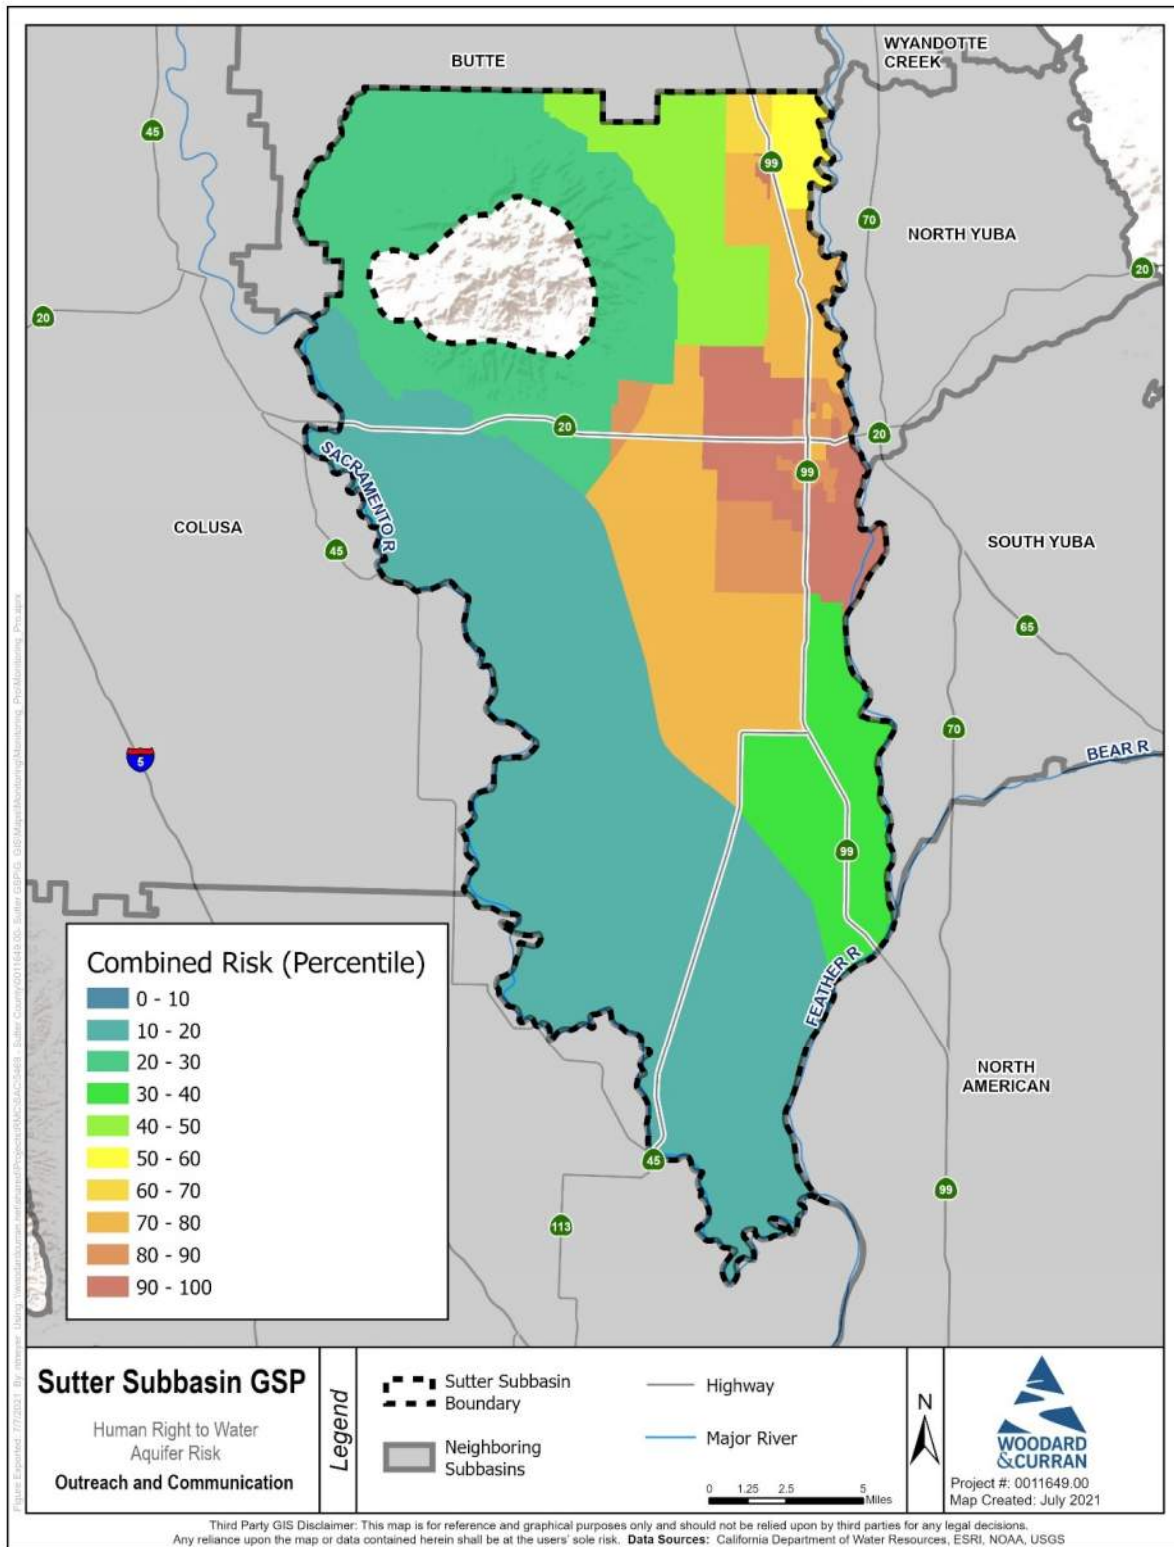 BUTTE
WYANDOTTE
CREEK
45
99
70
NORTH YUBA
20
20
20
20
99
SACRAMENTO R
COLUSA
45
SOUTH YUBA
65
70
BEAR R
5
99
FEATHER R
NORTH
AMERICAN
45
99
113
Combined Risk (Percentile)
0 - 10
10 - 20
20 - 30
30 - 40
40 - 50
50 - 60
60 - 70
70 - 80
80 - 90
90 - 100
Sutter Subbasin GSP
Human Right to Water
Aquifer Risk
Outreach and Communication
Legend
Sutter Subbasin
Boundary
Neighboring
Subbasins
Highway
Major River
0 1.25 2.5 5
Miles
N
WOODARD
&CURRAN
Project #: 0011649.00
Map Created: July 2021
Third Party GIS Disclaimer: This map is for reference and graphical purposes only and should not be relied upon by third parties for any legal decisions.
Any reliance upon the map or data contained herein shall be at the users' sole risk. Data Sources: California Department of Water Resources, ESRI, NOAA, USGS